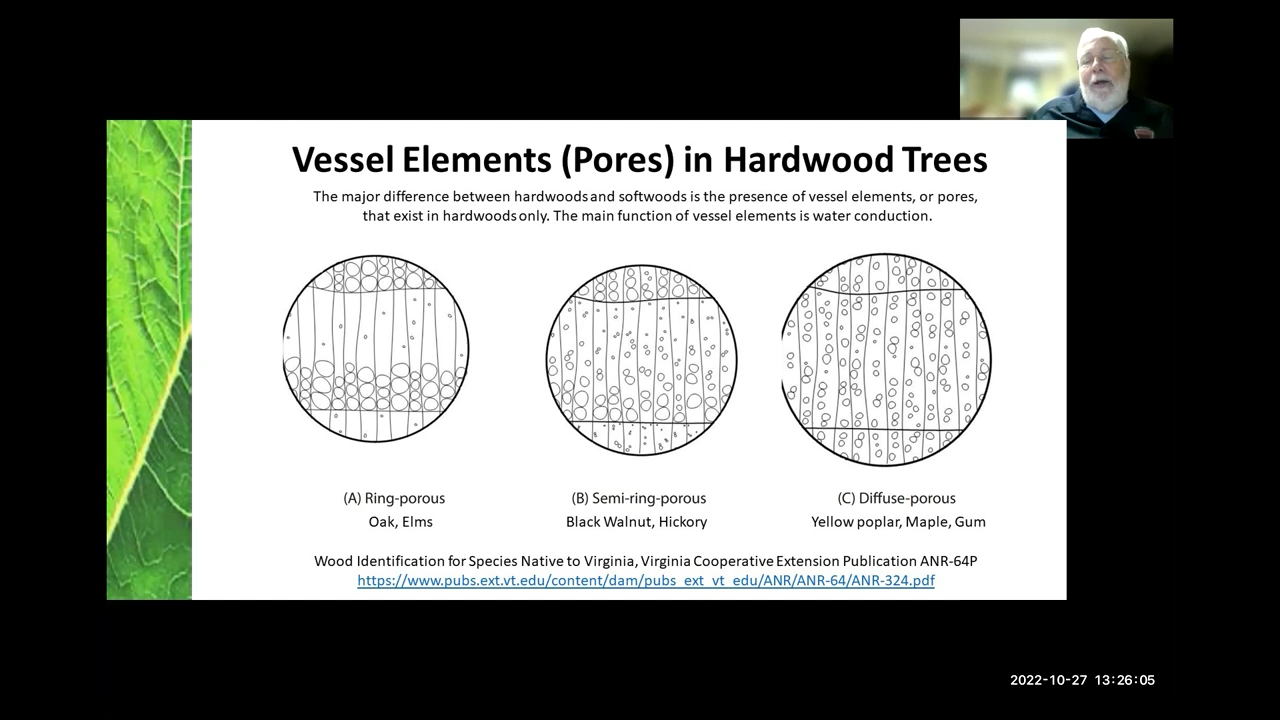 Vessel Elements (Pores) in Hardwood Trees
The major difference between hardwoods and softwoods is the presence of vessel elements, or pores,
that exist in hardwoods only. The main function of vessel elements is water conduction.
(A) Ring-porous
Oak, Elms
(B) Semi-ring-porous
Black Walnut, Hickory
(C) Diffuse-porous
Yellow poplar, Maple, Gum
Wood Identification for Species Native to Virginia, Virginia Cooperative Extension Publication ANR-64P
https://www.pubs.ext.vt.edu/content/dam/pubs_ext_vt_edu/ANR/ANR-64/ANR-324.pdf
2022-10-27 13:26:05